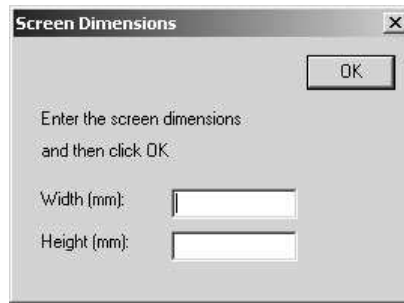 Screen Dimensions
OK
Enter the screen dimensions
and then click OK
Width (mm):
Height (mm):